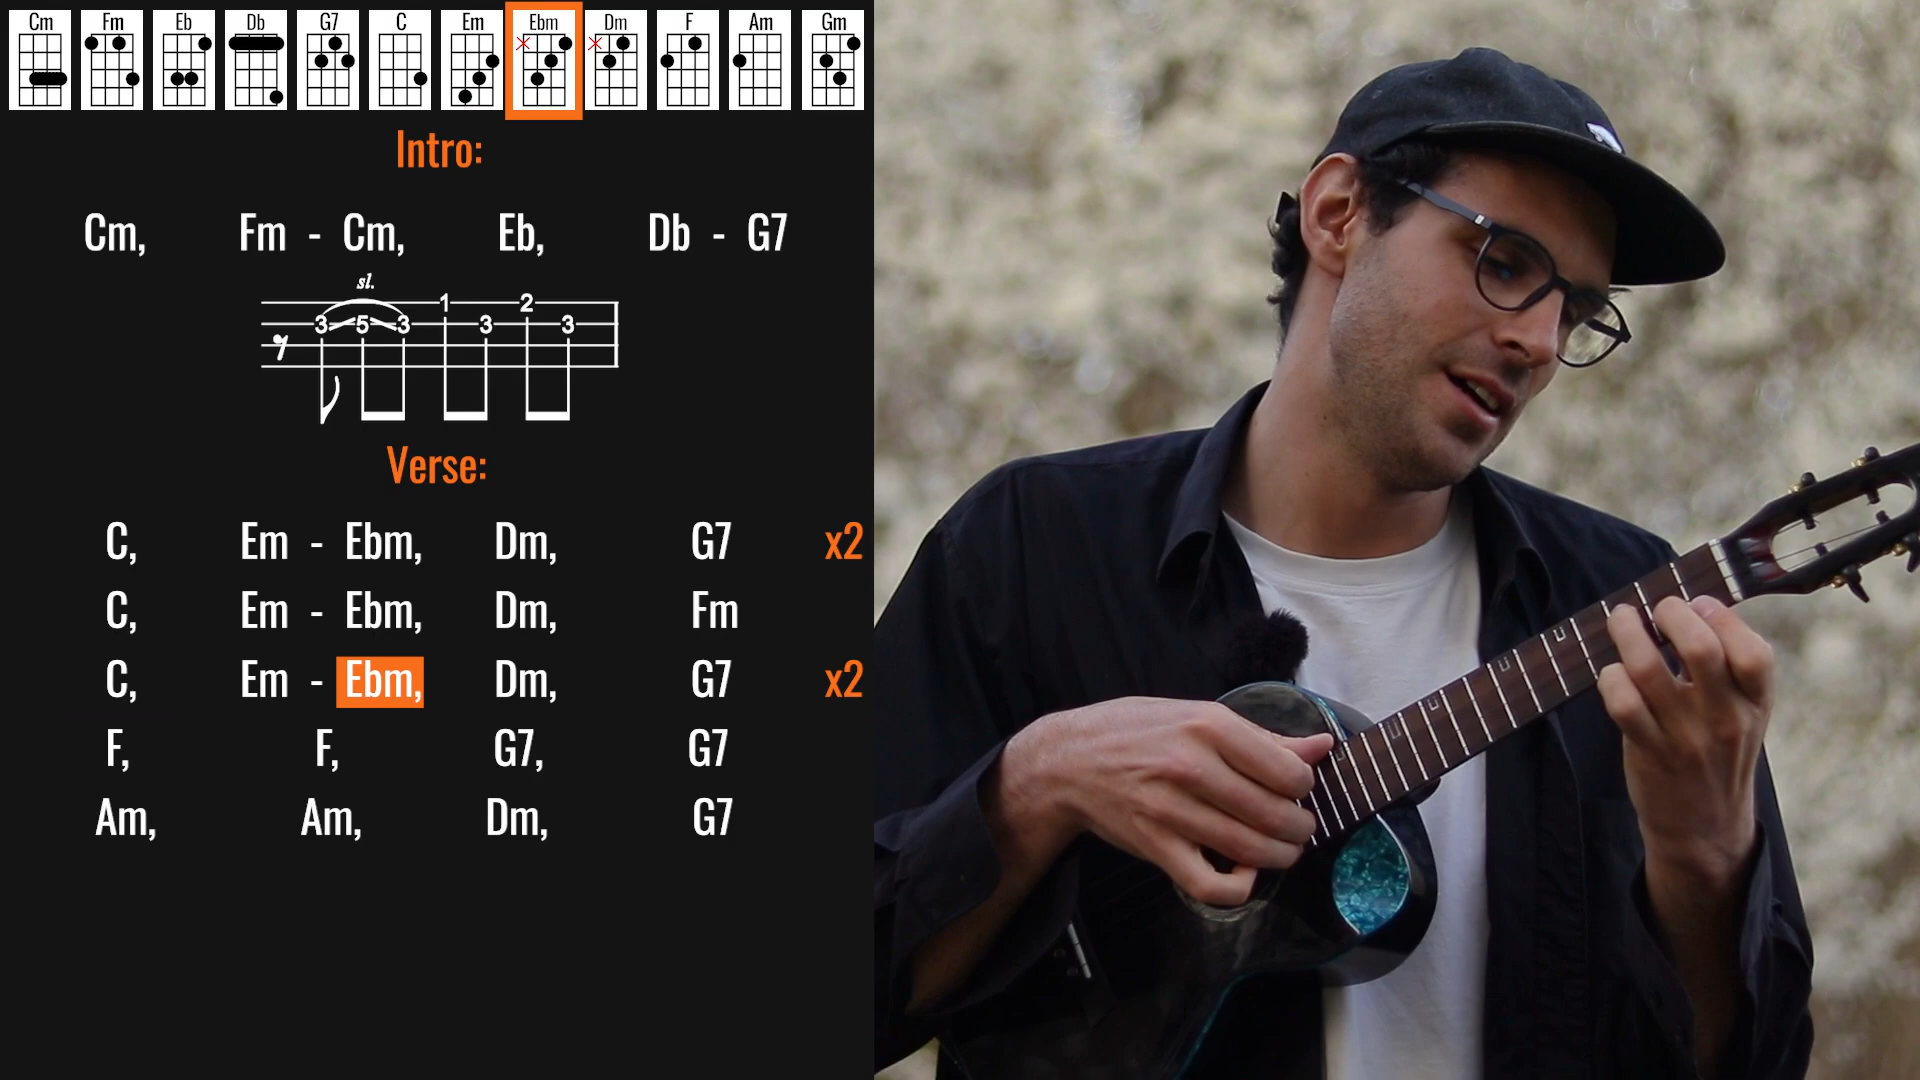 Cm Fm Eb Db G7 C Em Ebm Dm F Am Gm
Intro:
Cm, Fm - Cm, Eb, Db - G7
sl.
1 2
3 5 3 3 3
Verse:
C, Em - Ebm, Dm, G7 x2
C, Em - Ebm, Dm, Fm
C, Em - Ebm, Dm, G7 x2
F, F, G7, G7
Am, Am, Dm, G7